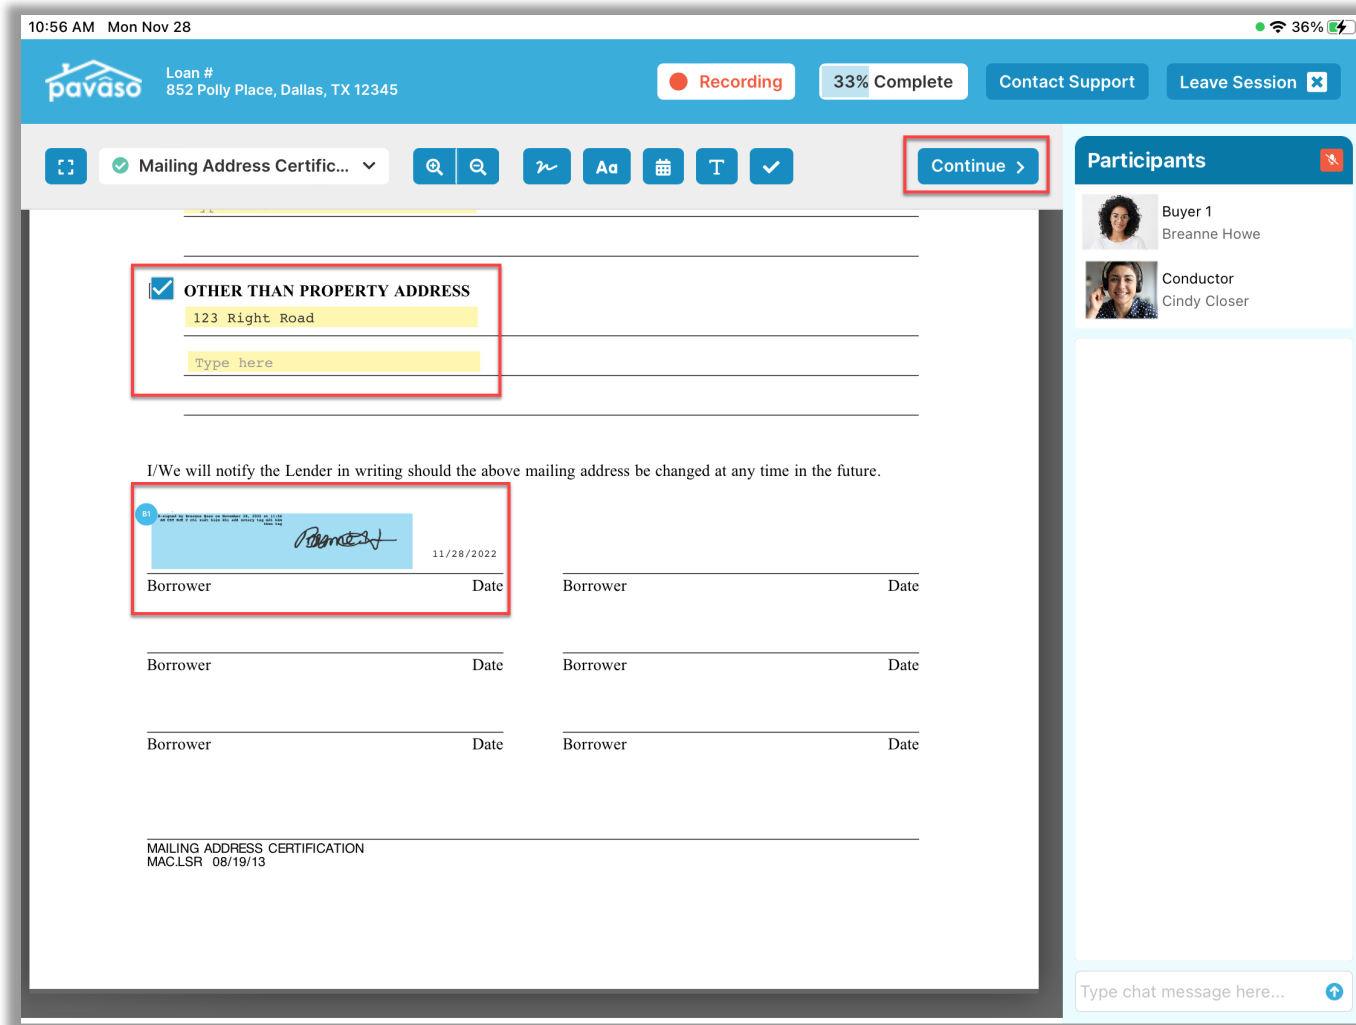 10:56 AM Mon Nov 28
36%
pavaso
Loan #
852 Polly Place, Dallas, TX 12345
Recording
33% Complete
Contact Support
Leave Session
Mailing Address Certific...
Aa
T
Continue
Participants
Buyer 1
Breanne Howe
Conductor
Cindy Closer
OTHER THAN PROPERTY ADDRESS
123 Right Road
Type here
I/We will notify the Lender in writing should the above mailing address be changed at any time in the future.
B1
11/28/2022
Borrower Date Borrower Date
Borrower Date Borrower Date
Borrower Date Borrower Date
MAILING ADDRESS CERTIFICATION
MAC.LSR 08/19/13
Type chat message here...